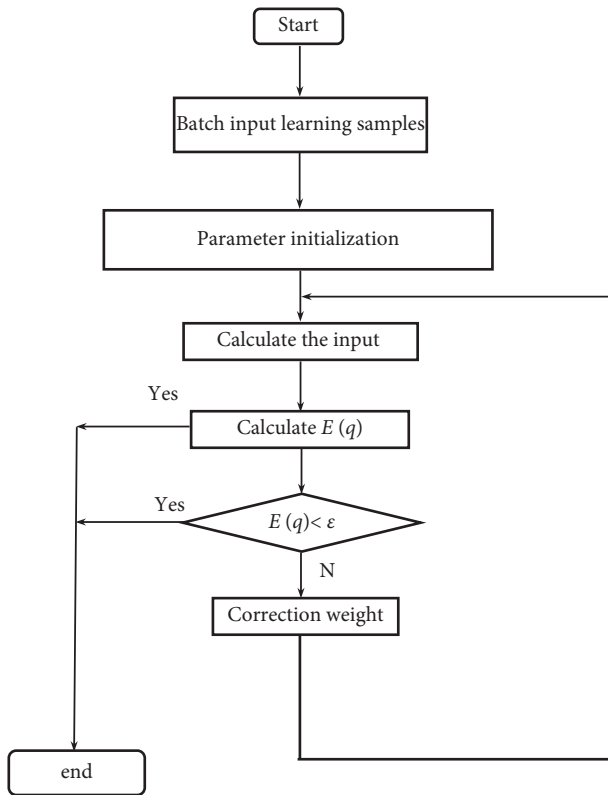 Start
Batch input learning samples
Parameter initialization
Calculate the input
Yes
Calculate E (q)
Yes
E (q)< ε
N
Correction weight
end